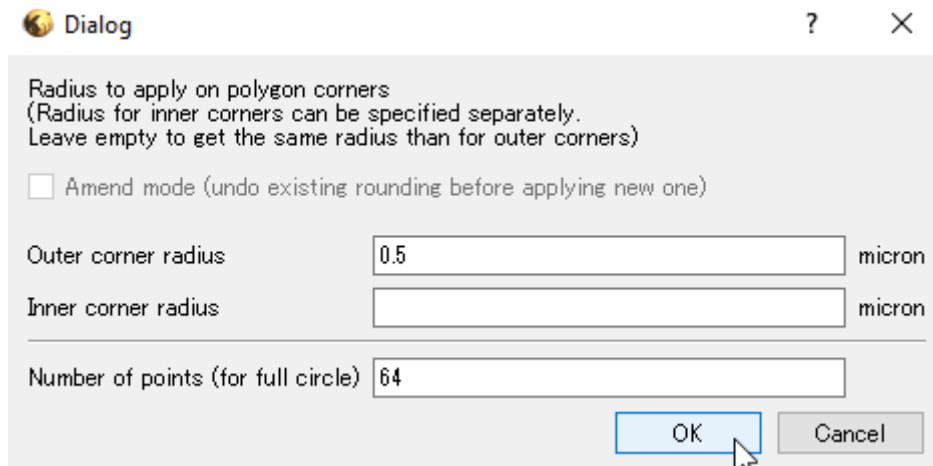 Dialog
Radius to apply on polygon corners
(Radius for inner corners can be specified separately.
Leave empty to get the same radius than for outer corners)
Amend mode (undo existing rounding before applying new one)
Outer corner radius 0.5 micron
Inner corner radius micron
Number of points (for full circle) 64
OK Cancel